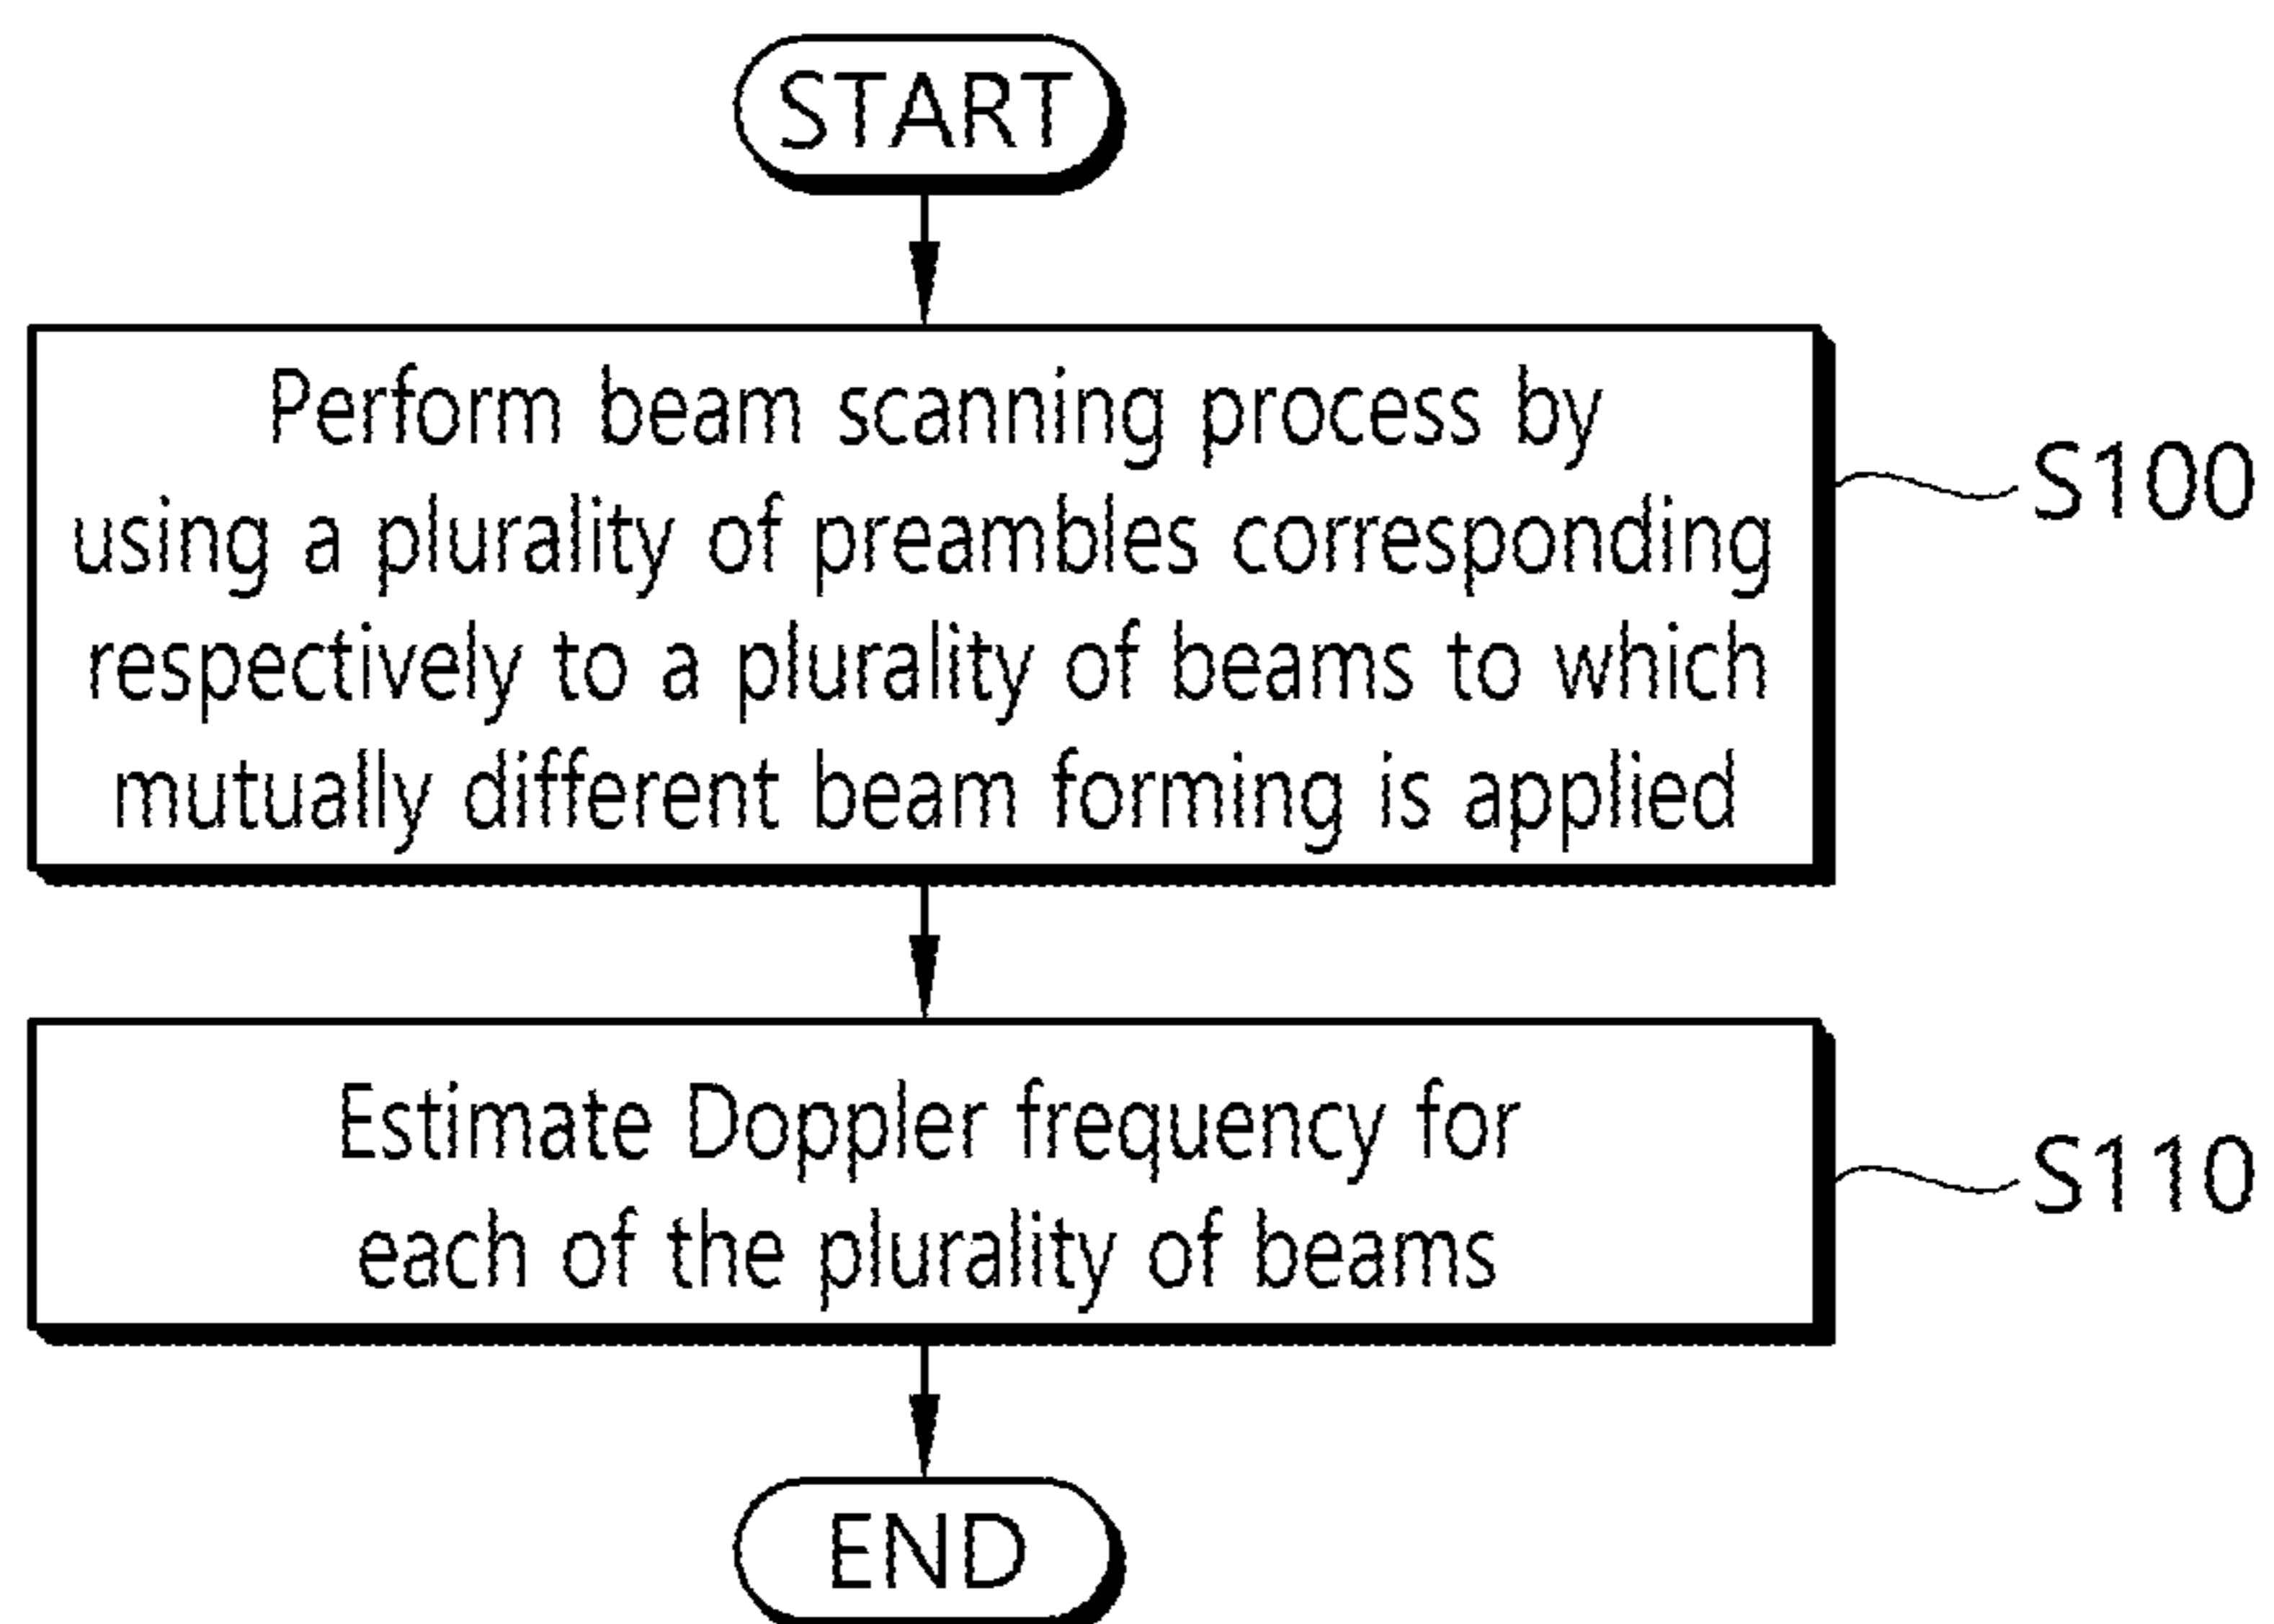 START
Perform beam scanning process by
using a plurality of preambles corresponding
respectively to a plurality of beams to which
mutually different beam forming is applied
S100
Estimate Doppler frequency for
each of the plurality of beams
S110
END